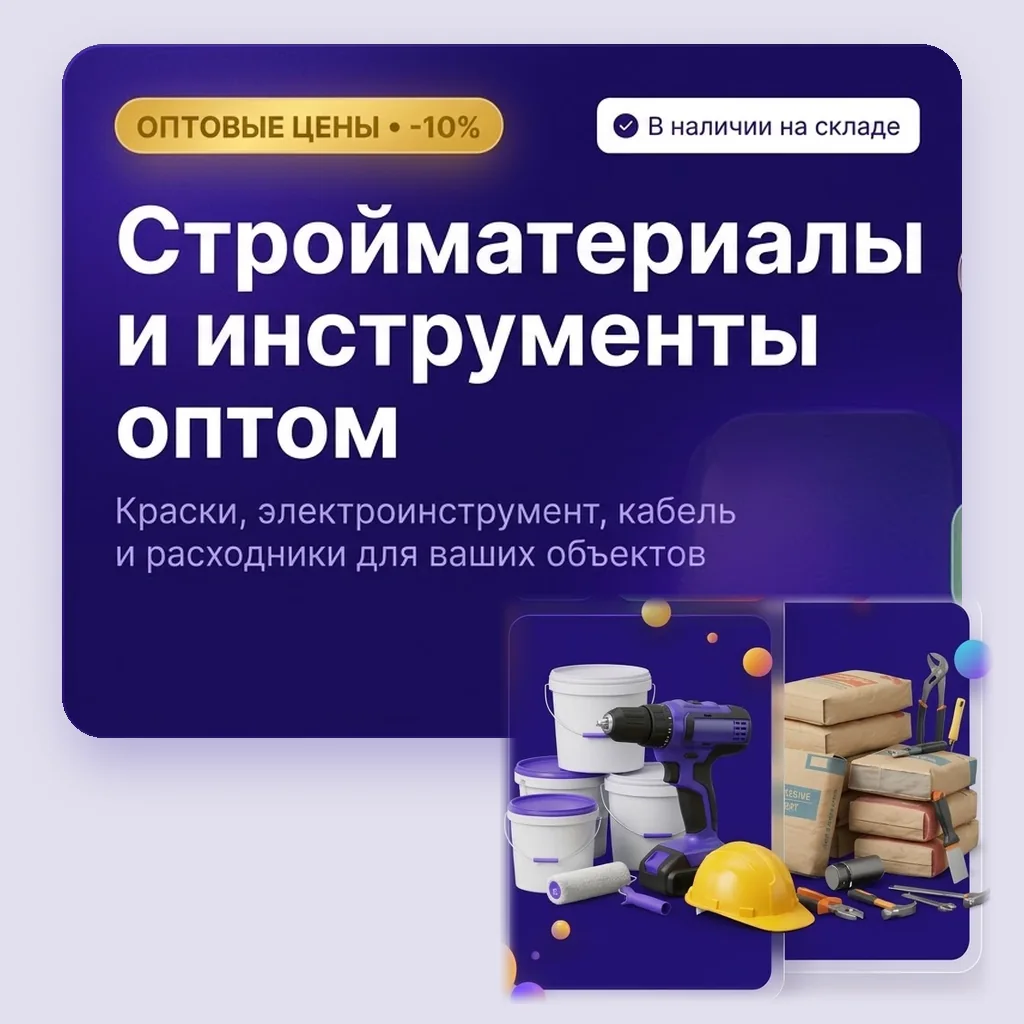 ОПТОВЫЕ ЦЕНЫ • -10%
В наличии на складе
Стройматериалы
и инструменты
оптом
Краски, электроинструмент, кабель
и расходники для ваших объектов